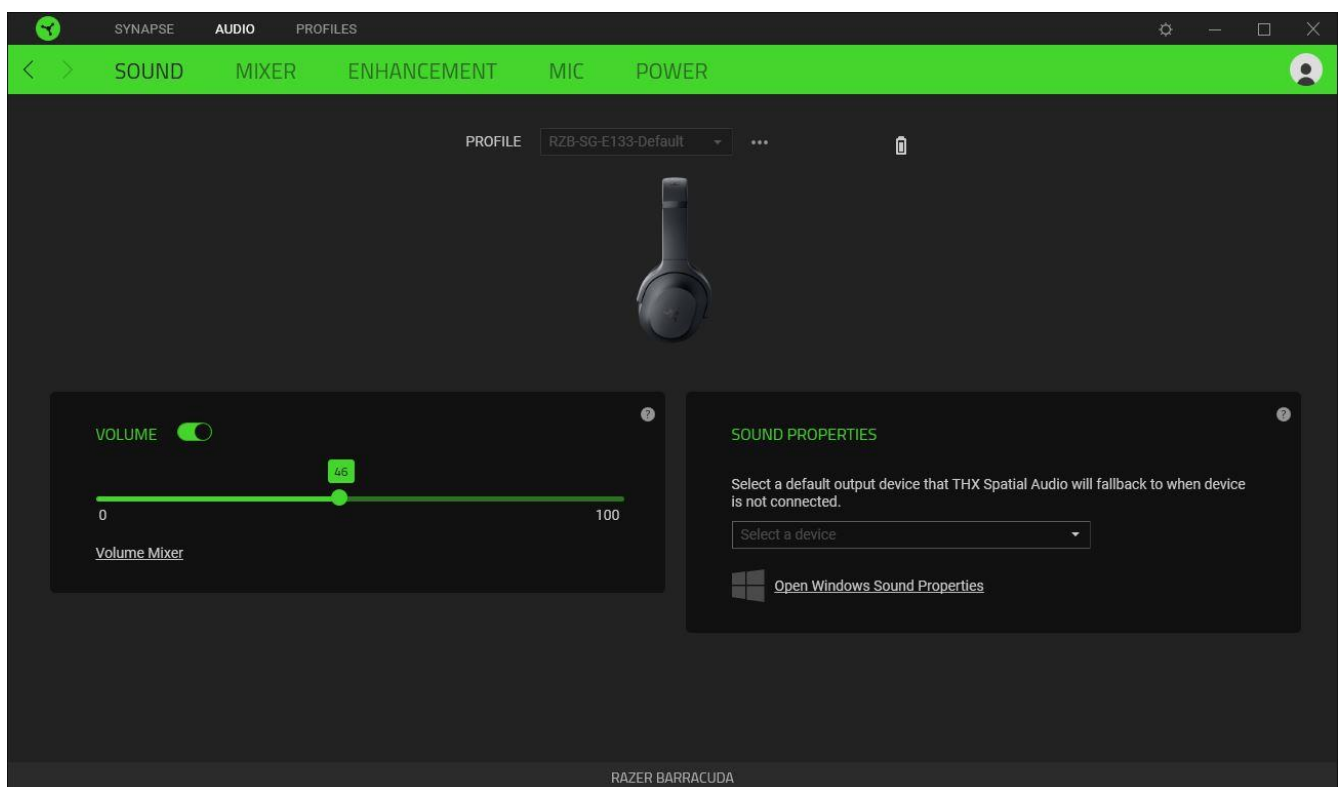 SYNAPSE AUDIO PROFILES
SOUND MIXER ENHANCEMENT MIC POWER
PROFILE RZB-SG-E133-Default •••
VOLUME
?
46
0 100
Volume Mixer
?
SOUND PROPERTIES
Select a default output device that THX Spatial Audio will fallback to when device
is not connected.
Select a device
Open Windows Sound Properties
RAZER BARRACUDA